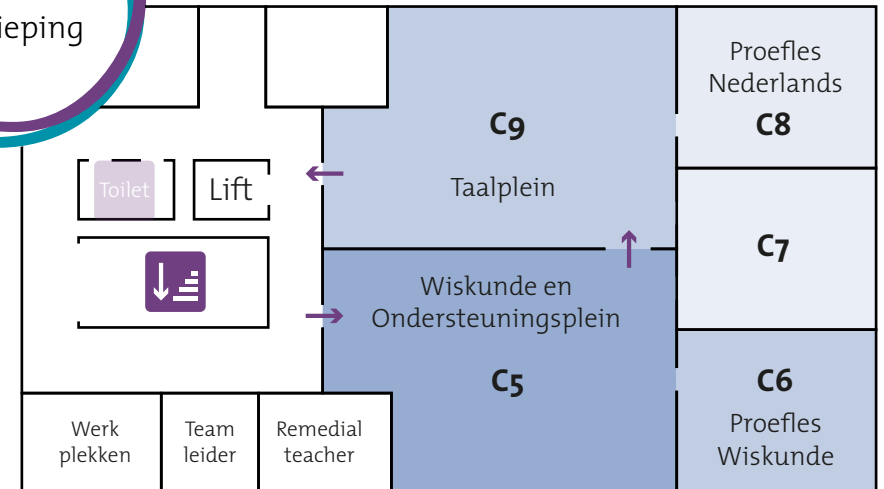 ieping
Proefles
Nederlands
C8
C9
Taalplein
Toilet
Lift
C7
Wiskunde en
Ondersteuningsplein
C5
C6
Proefles
Wiskunde
Werk
plekken
Team
leider
Remedial
teacher